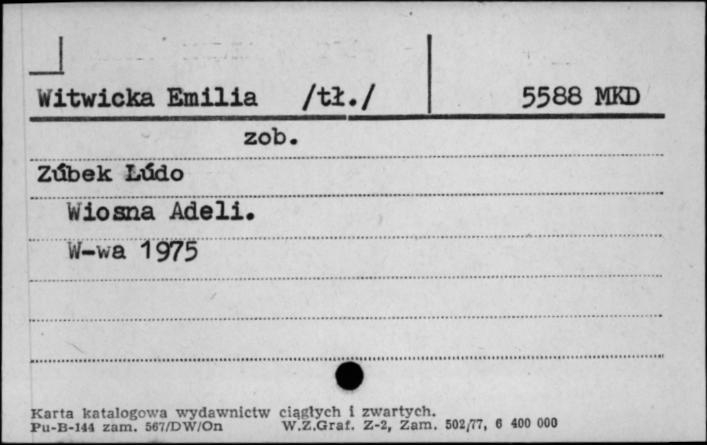 Witwicka Emilia /tł./ 5588 MKD
zob.
Zúbek Łúdo
Wiosna Adeli.
W-wa 1975
Karta katalogowa wydawnictw ciągłych i zwartych.
Pu-B-144 zam. 567/DW/On W.Z.Graf. Z-2, Zam. 502/77, 6 400 000